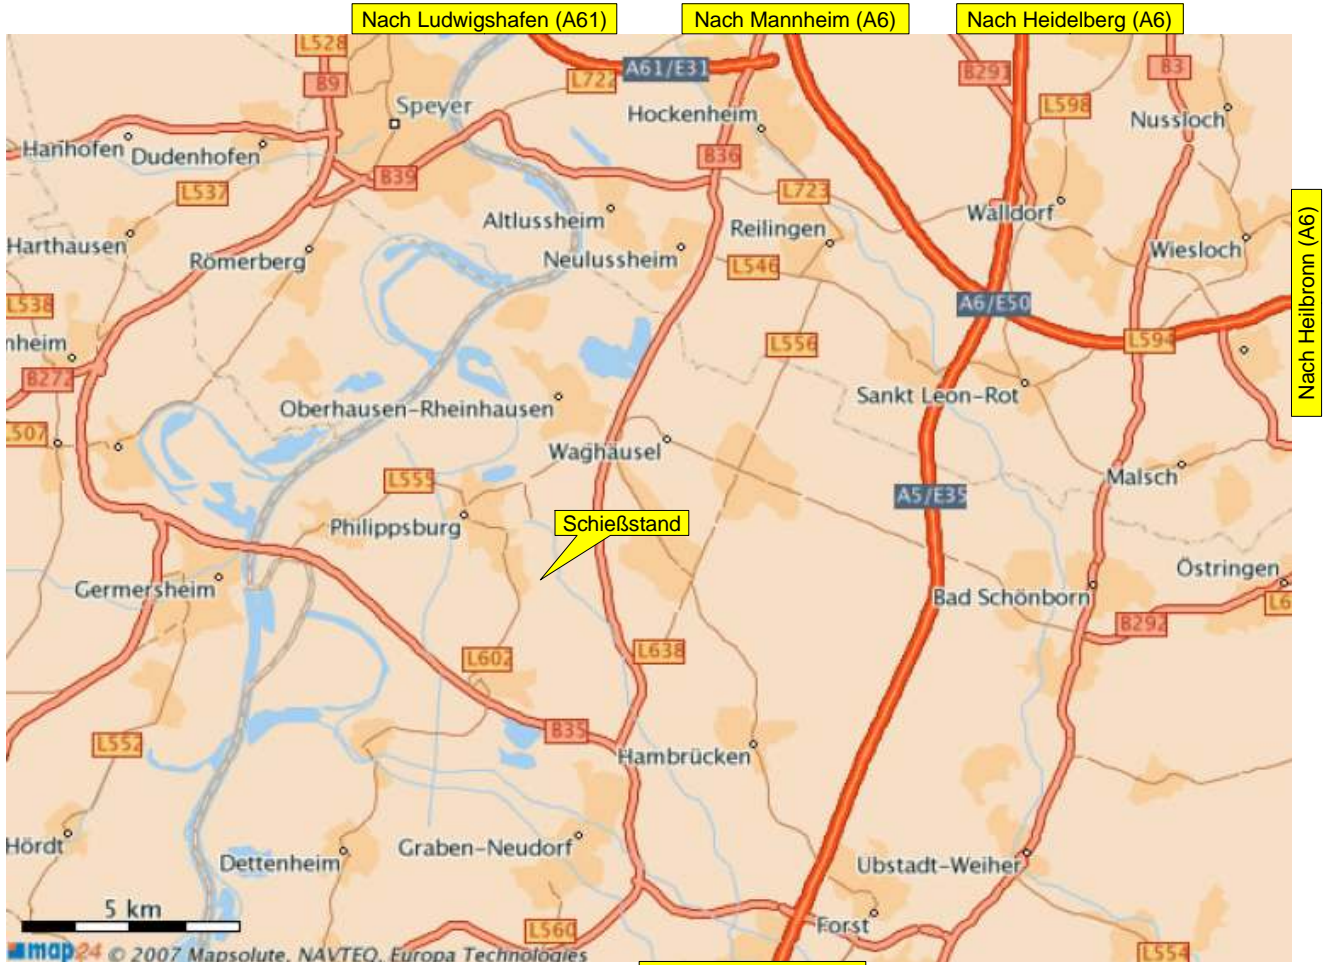 Nach Ludwigshafen (A61)
Nach Mannheim (A6)
Nach Heidelberg (A6)
L528
B9
L722
A61/E31
B291
B3
L598
Speyer
Hockenheim
Nussloch
Hanhofen
Dudenhofen
B39
B36
L537
L723
Walldorf
Altlussheim
Reilingen
Harthausen
Römerberg
Neulussheim
Wiesloch
L546
Nach Heilbronn (A6)
L538
A6/E50
nheim
L556
L594
B272
Oberhausen-Rheinhausen
Sankt Leon-Rot
L507
Waghäusel
L555
Malsch
A5/E35
Philippsburg
Schießstand
Germersheim
Östringen
Bad Schönborn
L6
B292
L602
L638
L552
B35
Hambrücken
Hördt
Dettenheim
Graben-Neudorf
Ubstadt-Weiher
5 km
Forst
L560
L554
map24 © 2007 Mapsolute, NAVTEQ, Europa Technologies